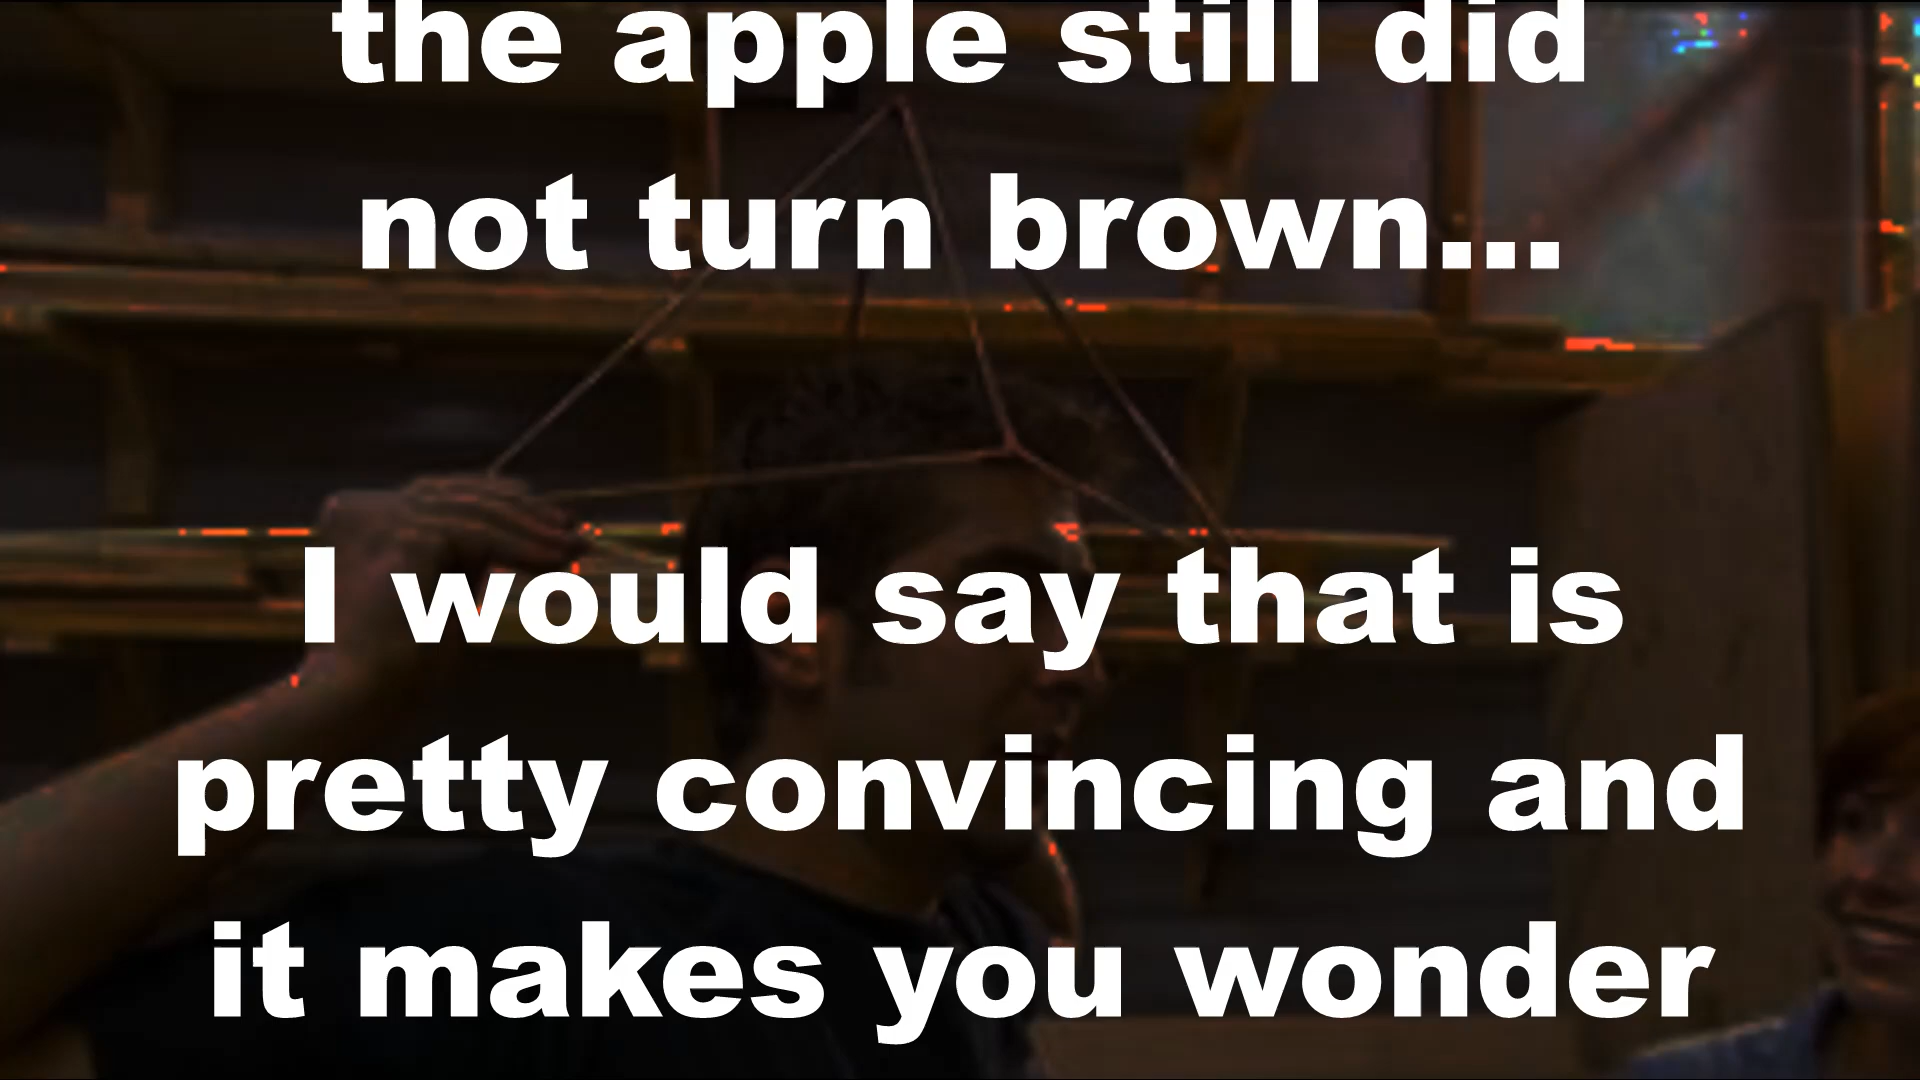 the apple still did
not turn brown...
I would say that is
pretty convincing and
it makes you wonder